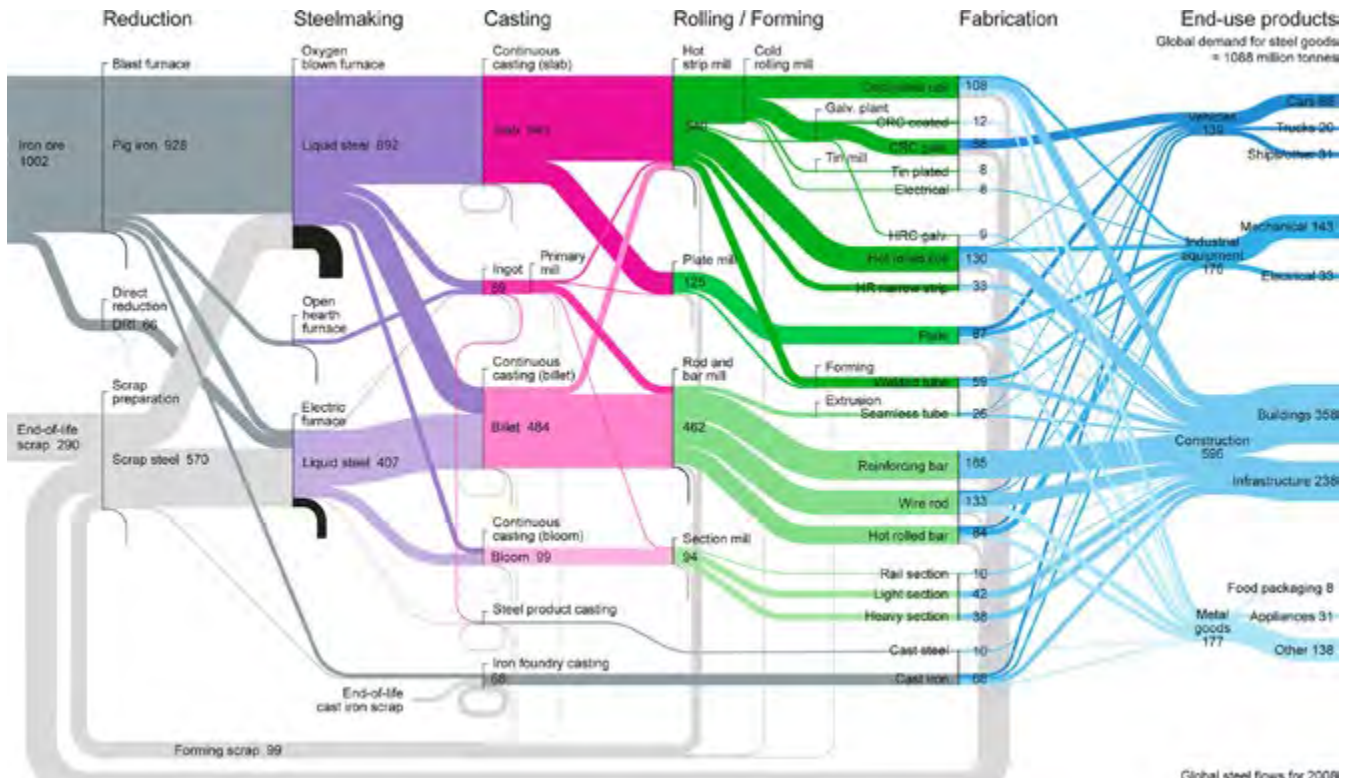 Reduction
Steelmaking
Casting
Rolling / Forming
Fabrication
End-use products
Global demand for steel goods
= 1088 million tonnes
Blast furnace
Oxygen
blown furnace
Continuous
casting (slab)
Hot
strip mill
Cold
rolling mill
Iron ore
1002
Pig iron 928
Liquid steel 892
Galv. plant
CRC coated
CRC galv.
Tin mill
Tin plated
Electrical
HRC galv.
Hot rolled coil
HR narrow strip
108
12
8
8
9
130
33
Vehicles
139
Cars
Trucks 20
Ships/other 31
Mechanical 143
Industrial
equipment
176
Electrical 33
Direct
reduction
DRI 66
Open
hearth
furnace
Ingot
Primary
mill
Plate mill
125
Plate
Scrap
preparation
End-of-life
scrap 290
Scrap steel 570
Electric
furnace
Liquid steel 407
Continuous
casting (billet)
Billet 484
Rod and
bar mill
462
Forming
Welded tube
59
Extrusion
Seamless tube
Reinforcing bar
Wire rod
133
Hot rolled bar
Buildings 358
Construction
Infrastructure 238
Continuous
casting (bloom)
Bloom 99
Section mill
94
Rail section
10
Light section
42
Heavy section
38
Food packaging 8
Appliances 31
Metal
goods
177
Other 138
Steel product casting
Cast steel
10
Iron foundry casting
68
Cast iron
68
End-of-life
cast iron scrap
Forming scrap 99
Global steel flows for 2008